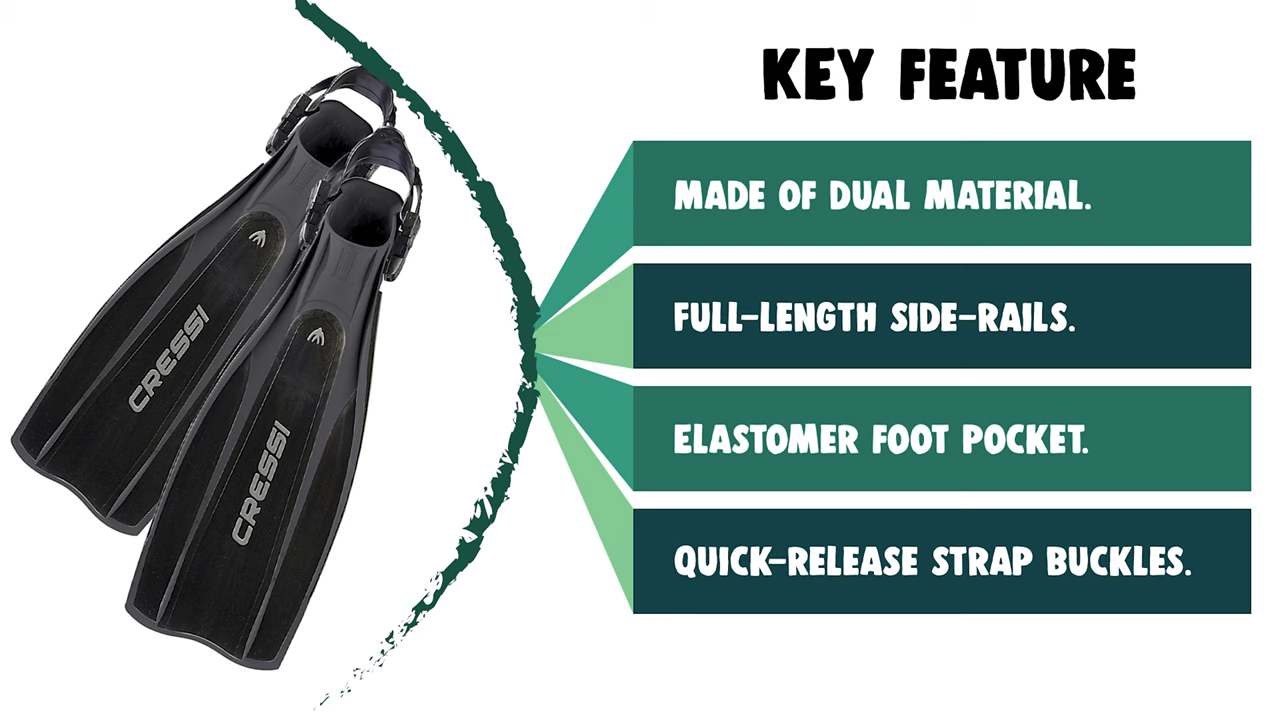 KEY FEATURE
MADE OF DUAL MATERIAL.
FULL-LENGTH SIDE-RAILS.
ELASTOMER FOOT POCKET.
QUICK-RELEASE STRAP BUCKLES.
CRESSI
CRESSI